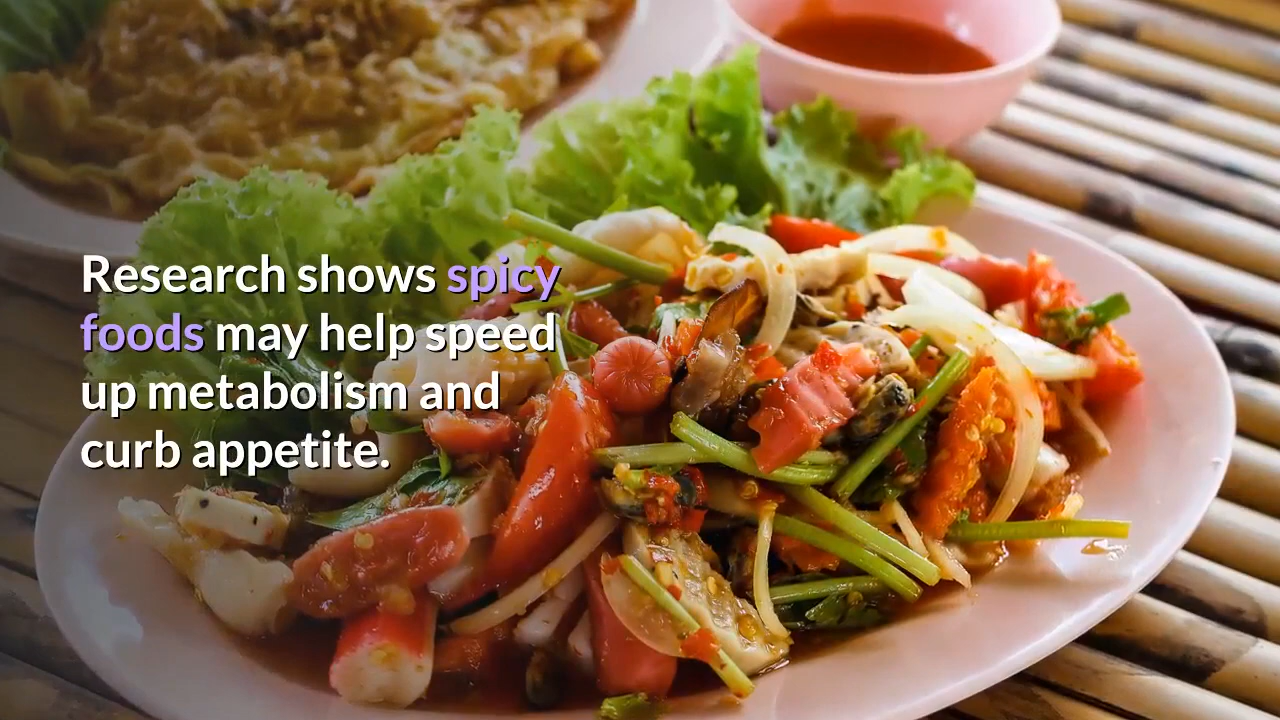 Research shows spicy
foods may help speed
up metabolism and
curb appetite.